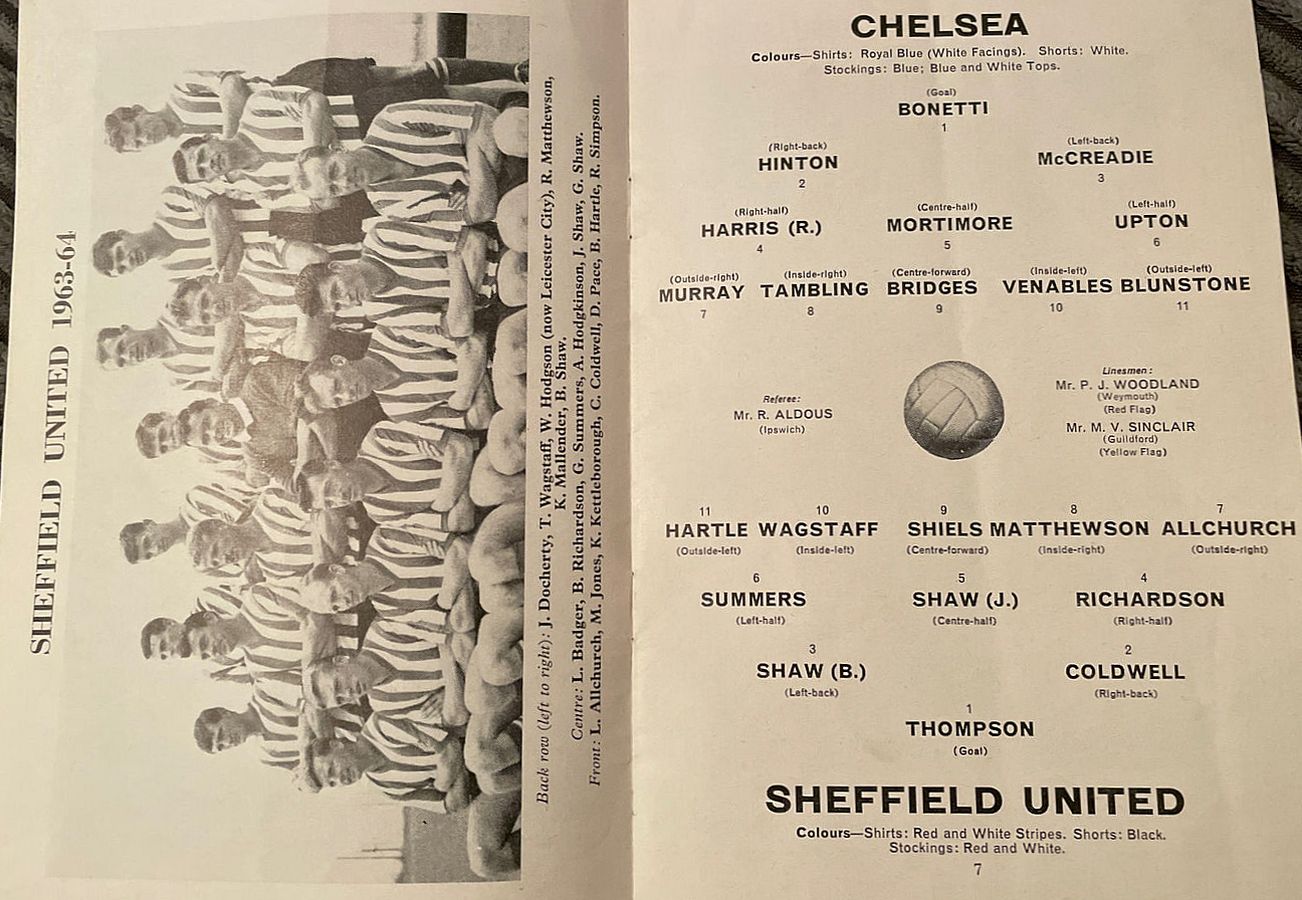 SHEFFIELD UNITED 1963-64
Back row (left to right): J. Docherty, T. Wagstaff, W. Hodgson (now Leicester City), R. Matthewson,
K. Mallender, B. Shaw.
Centre: L. Badger, B. Richardson, G. Summers, A. Hodgkinson, J. Shaw, G. Shaw.
Front: L. Allchurch, M. Jones, K. Kettleborough, C. Coldwell, D. Pace, B. Hartle, R. Simpson.
CHELSEA
Colours—Shirts: Royal Blue (White Facings). Shorts: White.
Stockings: Blue; Blue and White Tops.
(Goal)
BONETTI
1
(Right-back) (Left-back)
HINTON McCREADIE
2 3
(Right-half) (Centre-half) (Left-half)
HARRIS (R.) MORTIMORE UPTON
4 5 6
(Outside-right) (Inside-right) (Centre-forward) (Inside-left) (Outside-left)
MURRAY TAMBLING BRIDGES VENABLES BLUNSTONE
7 8 9 10 11
Referee:
Mr. R. ALDOUS
(Ipswich)
Linesmen:
Mr. P. J. WOODLAND
(Weymouth)
(Red Flag)
Mr. M. V. SINCLAIR
(Guildford)
(Yellow Flag)
11 10 9 8 7
HARTLE WAGSTAFF SHIELS MATTHEWSON ALLCHURCH
(Outside-left) (Inside-left) (Centre-forward) (Inside-right) (Outside-right)
6 5 4
SUMMERS SHAW (J.) RICHARDSON
(Left-half) (Centre-half) (Right-half)
3 2
SHAW (B.) COLDWELL
(Left-back) (Right-back)
1
THOMPSON
(Goal)
SHEFFIELD UNITED
Colours—Shirts: Red and White Stripes. Shorts: Black.
Stockings: Red and White.
7